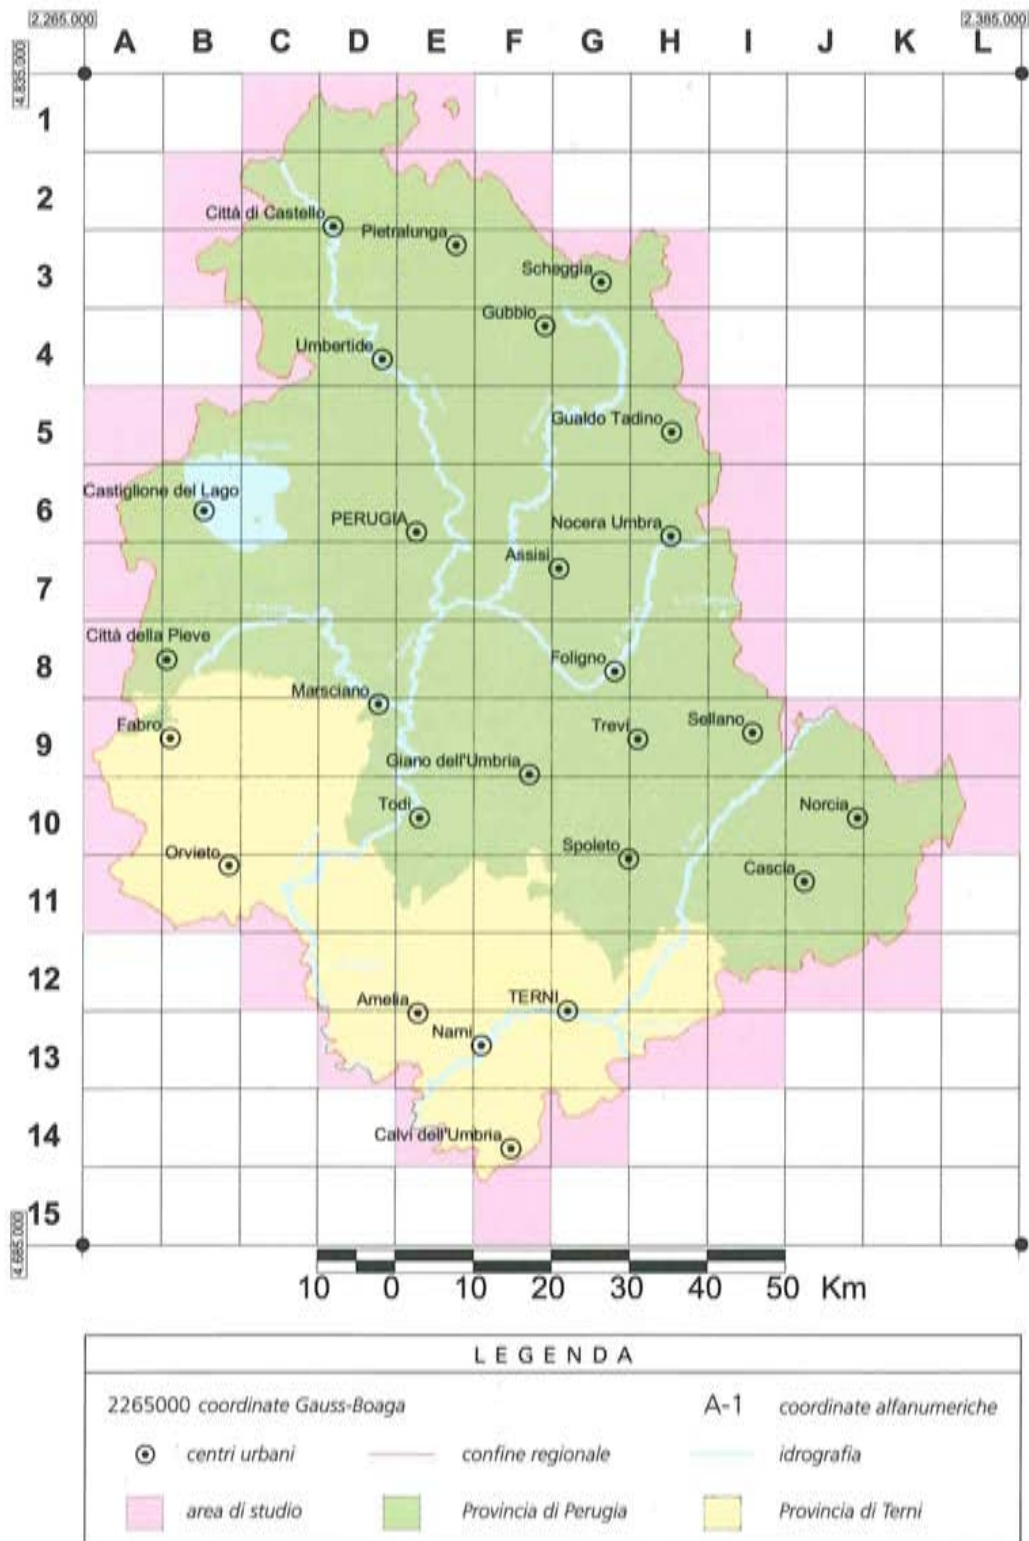 2.265.000
2.385.000
A B C D E F G H I J K L
4.835.000
1
2
Città di Castello
Pietralunga
3
Scheggia
Gubbio
4
Umbertide
5
Gualdo Tadino
Castiglione del Lago
6
PERUGIA
Nocera Umbra
Assisi
7
Città della Pieve
8
Foligno
Marsciano
Fabro
9
Trevi
Sellano
Giano dell'Umbria
10
Todi
Norcia
Orvieto
Spoleto
Cascia
11
12
Amelia
TERNI
Narni
13
14
Calvi dell'Umbria
15
4.685.000
10 0 10 20 30 40 50 Km
LEGENDA
2265000 coordinate Gauss-Boaga
A-1 coordinate alfanumeriche
centri urbani
confine regionale
idrografia
area di studio
Provincia di Perugia
Provincia di Terni